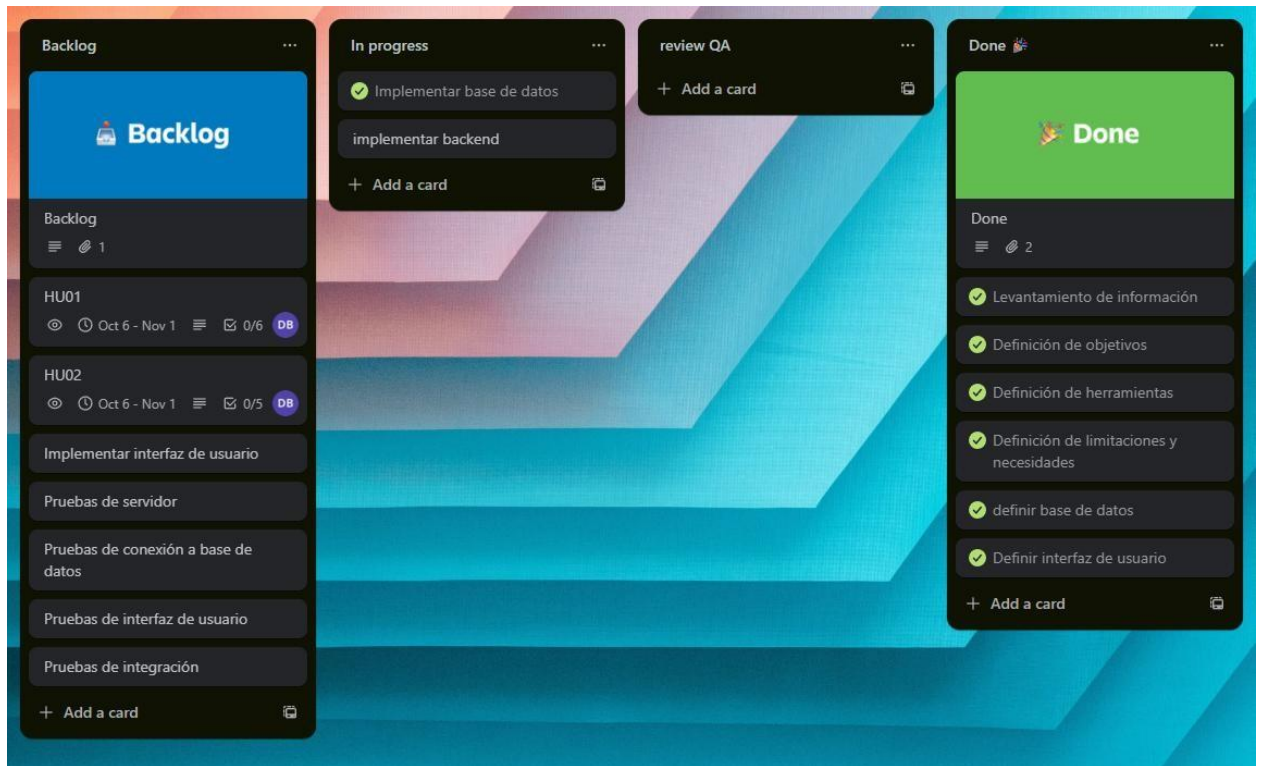 Backlog
Backlog
Backlog
1
HU01
Oct 6 - Nov 1
0/6
DB
HU02
Oct 6 - Nov 1
0/5
DB
Implementar interfaz de usuario
Pruebas de servidor
Pruebas de conexión a base de
datos
Pruebas de interfaz de usuario
Pruebas de integración
+ Add a card
In progress
Implementar base de datos
implementar backend
+ Add a card
review QA
+ Add a card
Done 🎉
🎉 Done
Done
2
Levantamiento de información
Definición de objetivos
Definición de herramientas
Definición de limitaciones y
necesidades
definir base de datos
Definir interfaz de usuario
+ Add a card